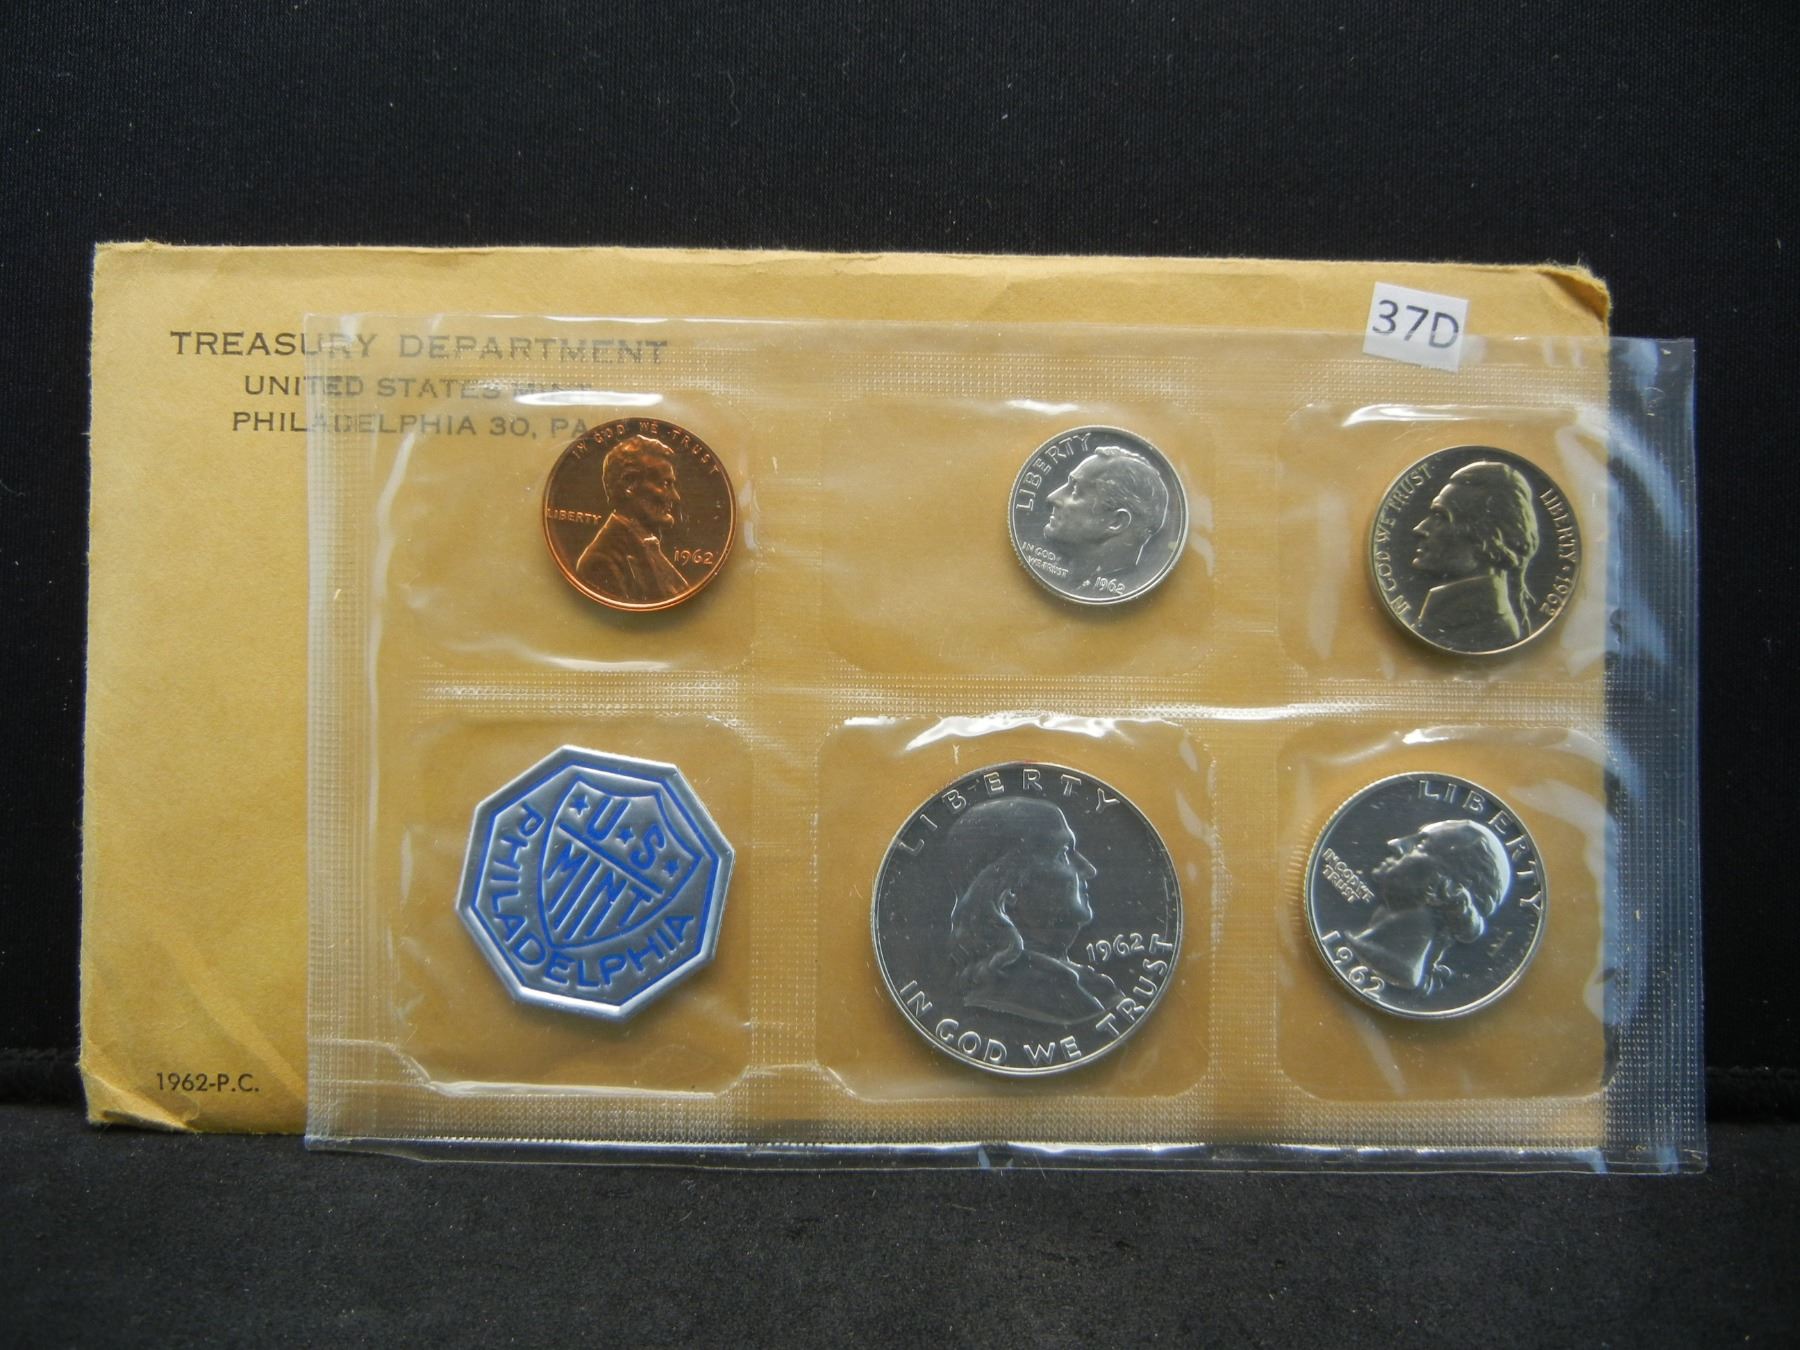 TREASURY DEPARTMENT
UNITED STATES MINT
PHILADELPHIA 30, PA.
37D
IN GOD WE TRUST
LIBERTY
1962
LIBERTY
IN GOD
WE TRUST
1962
IN GOD WE TRUST
LIBERTY • 1962
U.S.
MINT
PHILADELPHIA
LIBERTY
1962
IN GOD WE TRUST
LIBERTY
IN GOD WE
TRUST
1962
1962-P.C.